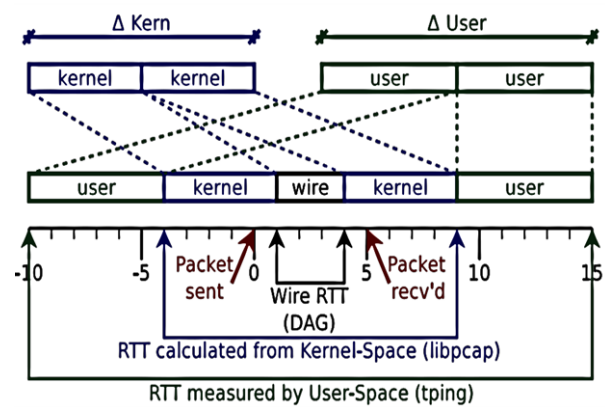 Δ Kern Δ User
kernel kernel user user
user kernel wire kernel user
-10 -5 0 5 10 15
Packet sent
Packet recv'd
Wire RTT
(DAG)
RTT calculated from Kernel-Space (libpcap)
RTT measured by User-Space (tping)